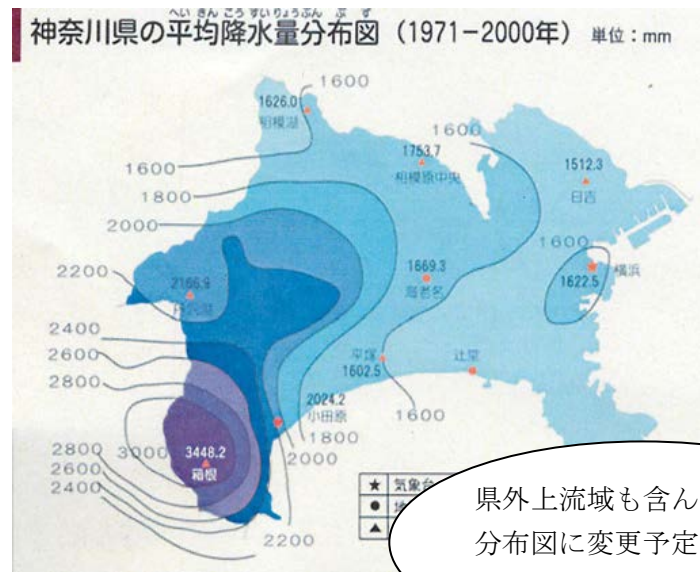 へいきんこうすいりょうぶんぷず
神奈川県の平均降水量分布図（1971−2000年） 単位：mm
1600
1626.0
相模湖
1600
1753.7
相模原中央
1512.3
日吉
1600
1800
2000
2200
2166.9
丹沢湖
1669.3
海老名
1600
横浜
1622.5
2400
2600
2800
平塚
1602.5
辻堂
2024.2
小田原
1600
1800
2000
3000
3448.2
箱根
2800
2600
2400
2200
★ 気象台
●
▲
県外上流域も含ん
分布図に変更予定